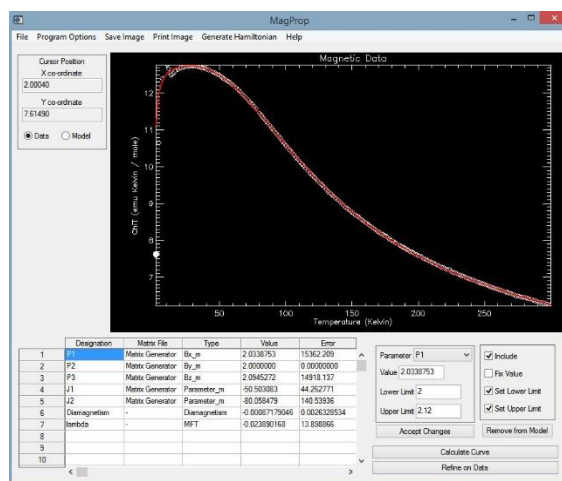 MagProp
File Program Options Save Image Print Image Generate Hamiltonian Help
Cursor Position
X co-ordinate
2.00040
Y co-ordinate
7.61490
Data Model
Magnetic Data
ChiT (emu Kelvin / mole)
12
11
10
9
8
7
50 100 150 200 250
Temperature (Kelvin)
Designation Matrix File Type Value Error
1 P1 Matrix Generator Bx_m 2.0338753 15362.209
2 P2 Matrix Generator By_m 2.0000000 0.00000000
3 P3 Matrix Generator Bz_m 2.0945272 14918.137
4 J1 Matrix Generator Parameter_m -50.503083 44.262771
5 J2 Matrix Generator Parameter_m -80.058479 140.53936
6 Diamagnetism - Diamagnetism -0.00087179046 0.0026328534
7 lambda - MFT -0.023890168 13.898866
8
9
10
Parameter P1
Value 2.0338753
Lower Limit 2
Upper Limit 2.12
Accept Changes
Include
Fix Value
Set Lower Limit
Set Upper Limit
Remove from Model
Calculate Curve
Refine on Data